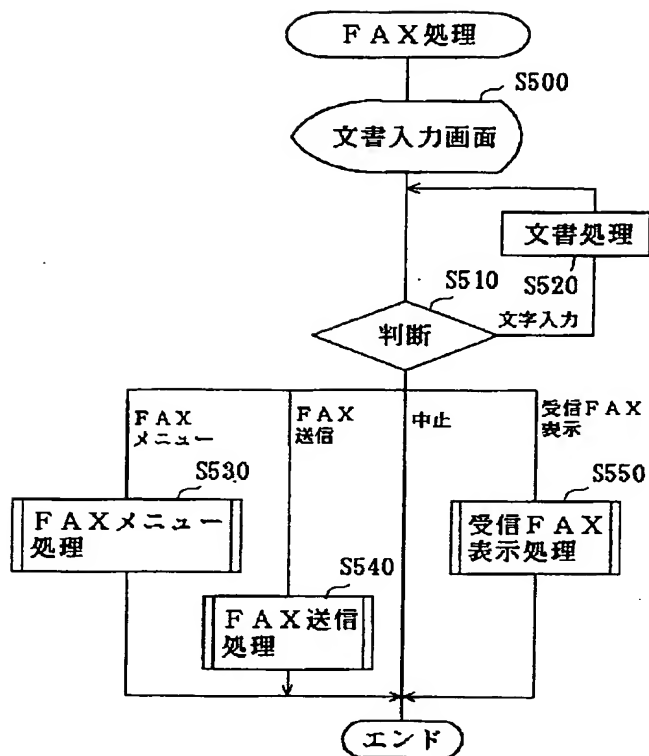 ＦＡＸ処理
S500
文書入力画面
文書処理
S520
S510
判断
文字入力
ＦＡＸ
メニュー
ＦＡＸ
送信
中止
受信ＦＡＸ
表示
S530
ＦＡＸメニュー
処理
S540
ＦＡＸ送信
処理
S550
受信ＦＡＸ
表示処理
エンド